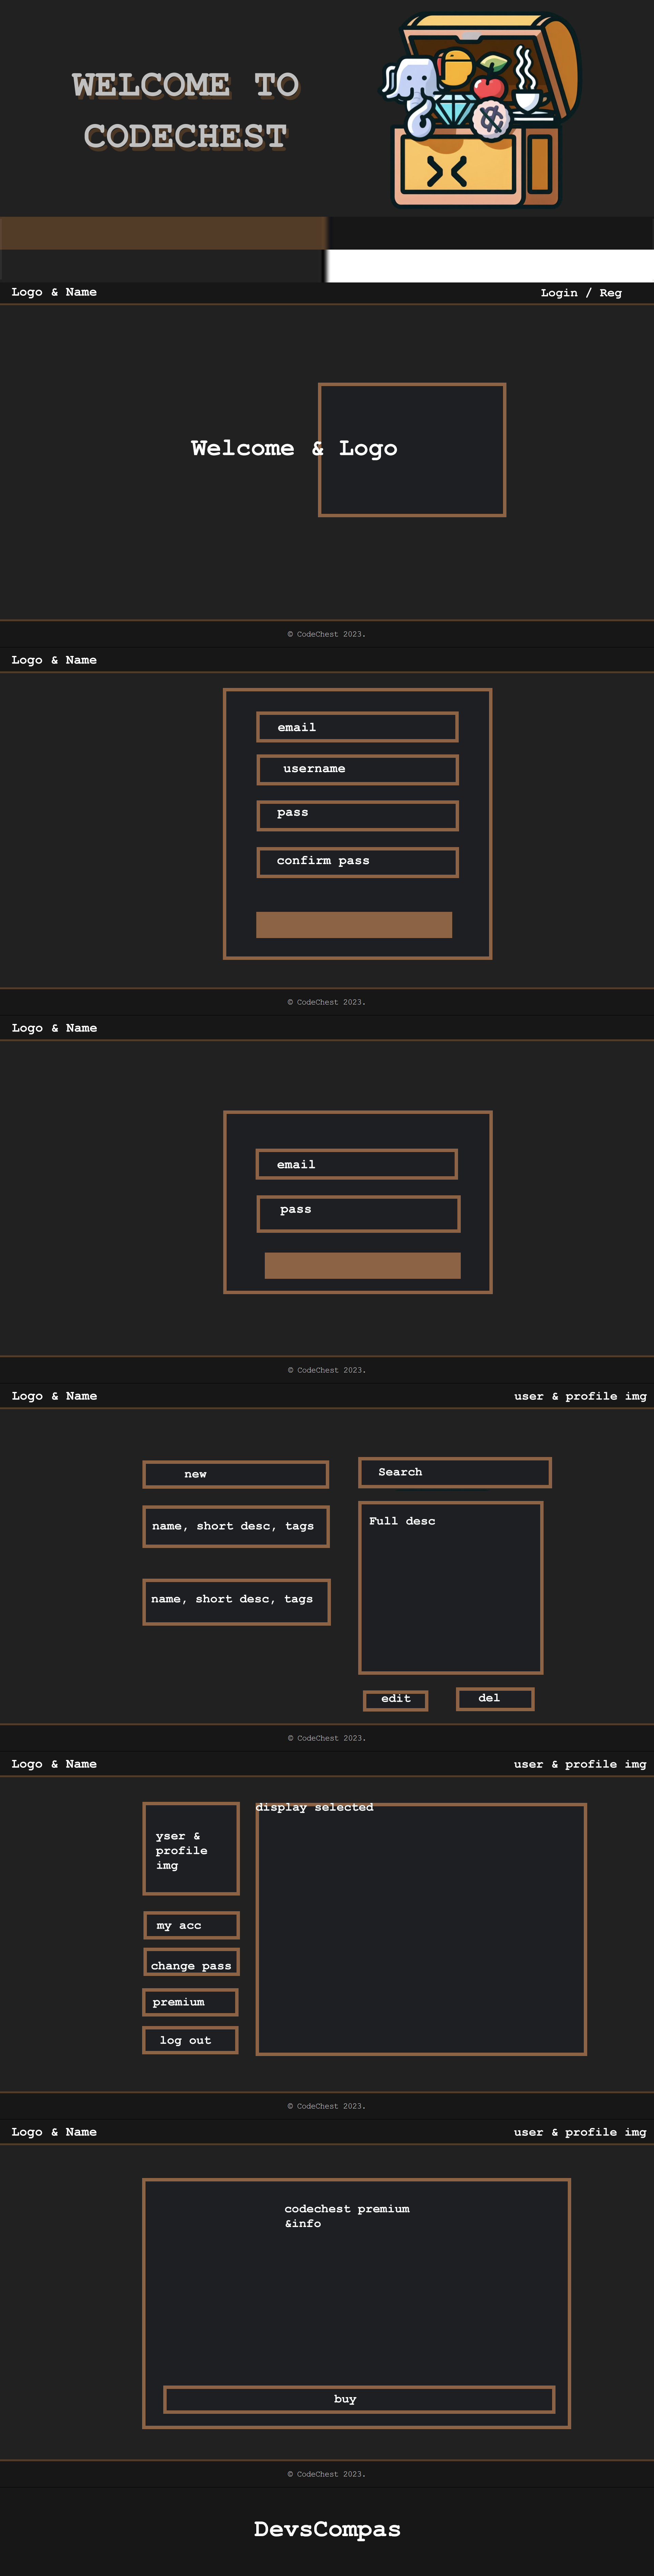 WELCOME TO
CODECHEST
Logo & Name
Login / Reg
Welcome & Logo
© CodeChest 2023.
Logo & Name
email
username
pass
confirm pass
© CodeChest 2023.
Logo & Name
email
pass
© CodeChest 2023.
Logo & Name
user & profile img
new
Search
name, short desc, tags
Full desc
name, short desc, tags
edit
del
© CodeChest 2023.
Logo & Name
user & profile img
display selected
yser &
profile
img
my acc
change pass
premium
log out
© CodeChest 2023.
Logo & Name
user & profile img
codechest premium
&info
buy
© CodeChest 2023.
DevsCompas